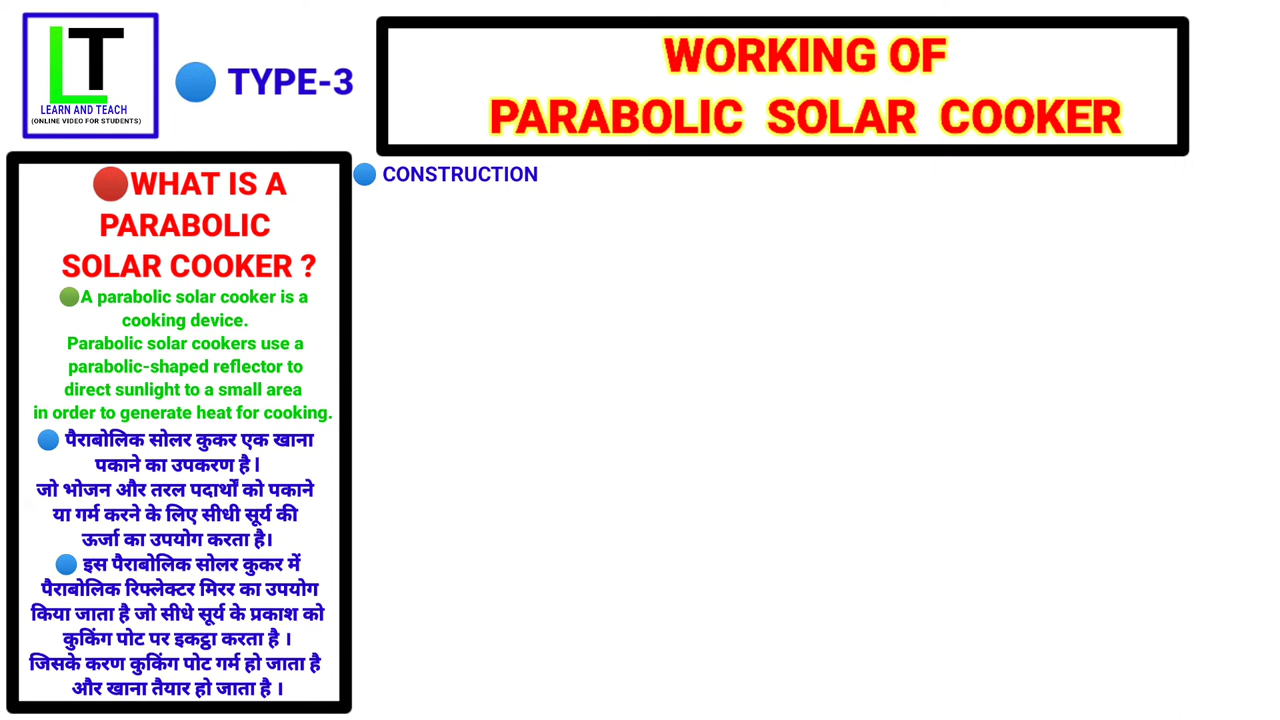 LT
LEARN AND TEACH
(ONLINE VIDEO FOR STUDENTS)
TYPE-3
WORKING OF
PARABOLIC SOLAR COOKER
WHAT IS A
PARABOLIC
SOLAR COOKER ?
A parabolic solar cooker is a
cooking device.
Parabolic solar cookers use a
parabolic-shaped reflector to
direct sunlight to a small area
in order to generate heat for cooking.
पैराबोलिक सोलर कुकर एक खाना
पकाने का उपकरण है l
जो भोजन और तरल पदार्थों को पकाने
या गर्म करने के लिए सीधी सूर्य की
ऊर्जा का उपयोग करता है।
इस पैराबोलिक सोलर कुकर में
पैराबोलिक रिफ्लेक्टर मिरर का उपयोग
किया जाता है जो सीधे सूर्य के प्रकाश को
कुकिंग पोट पर इकट्ठा करता है ।
जिसके करण कुकिंग पोट गर्म हो जाता है
और खाना तैयार हो जाता है ।
CONSTRUCTION